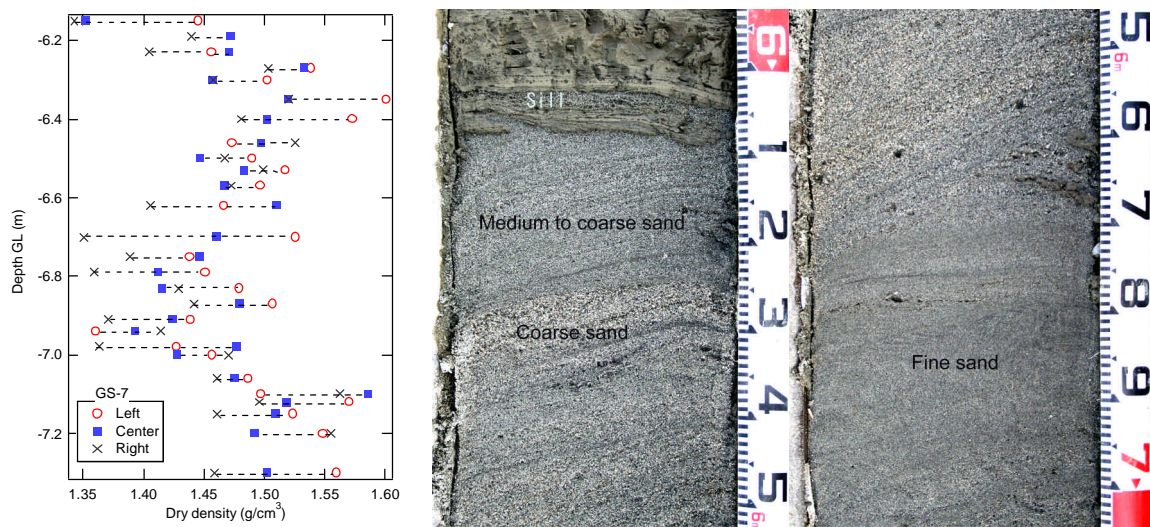 -6.2
-6.4
-6.6
-6.8
-7.0
-7.2
Depth GL (m)
GS-7
Left
Center
Right
1.35 1.40 1.45 1.50 1.55 1.60
Dry density (g/cm³)
Sill
Medium to coarse sand
Coarse sand
6
1
2
3
4
5
6m
Fine sand
5
6m
6
7
8
9
7